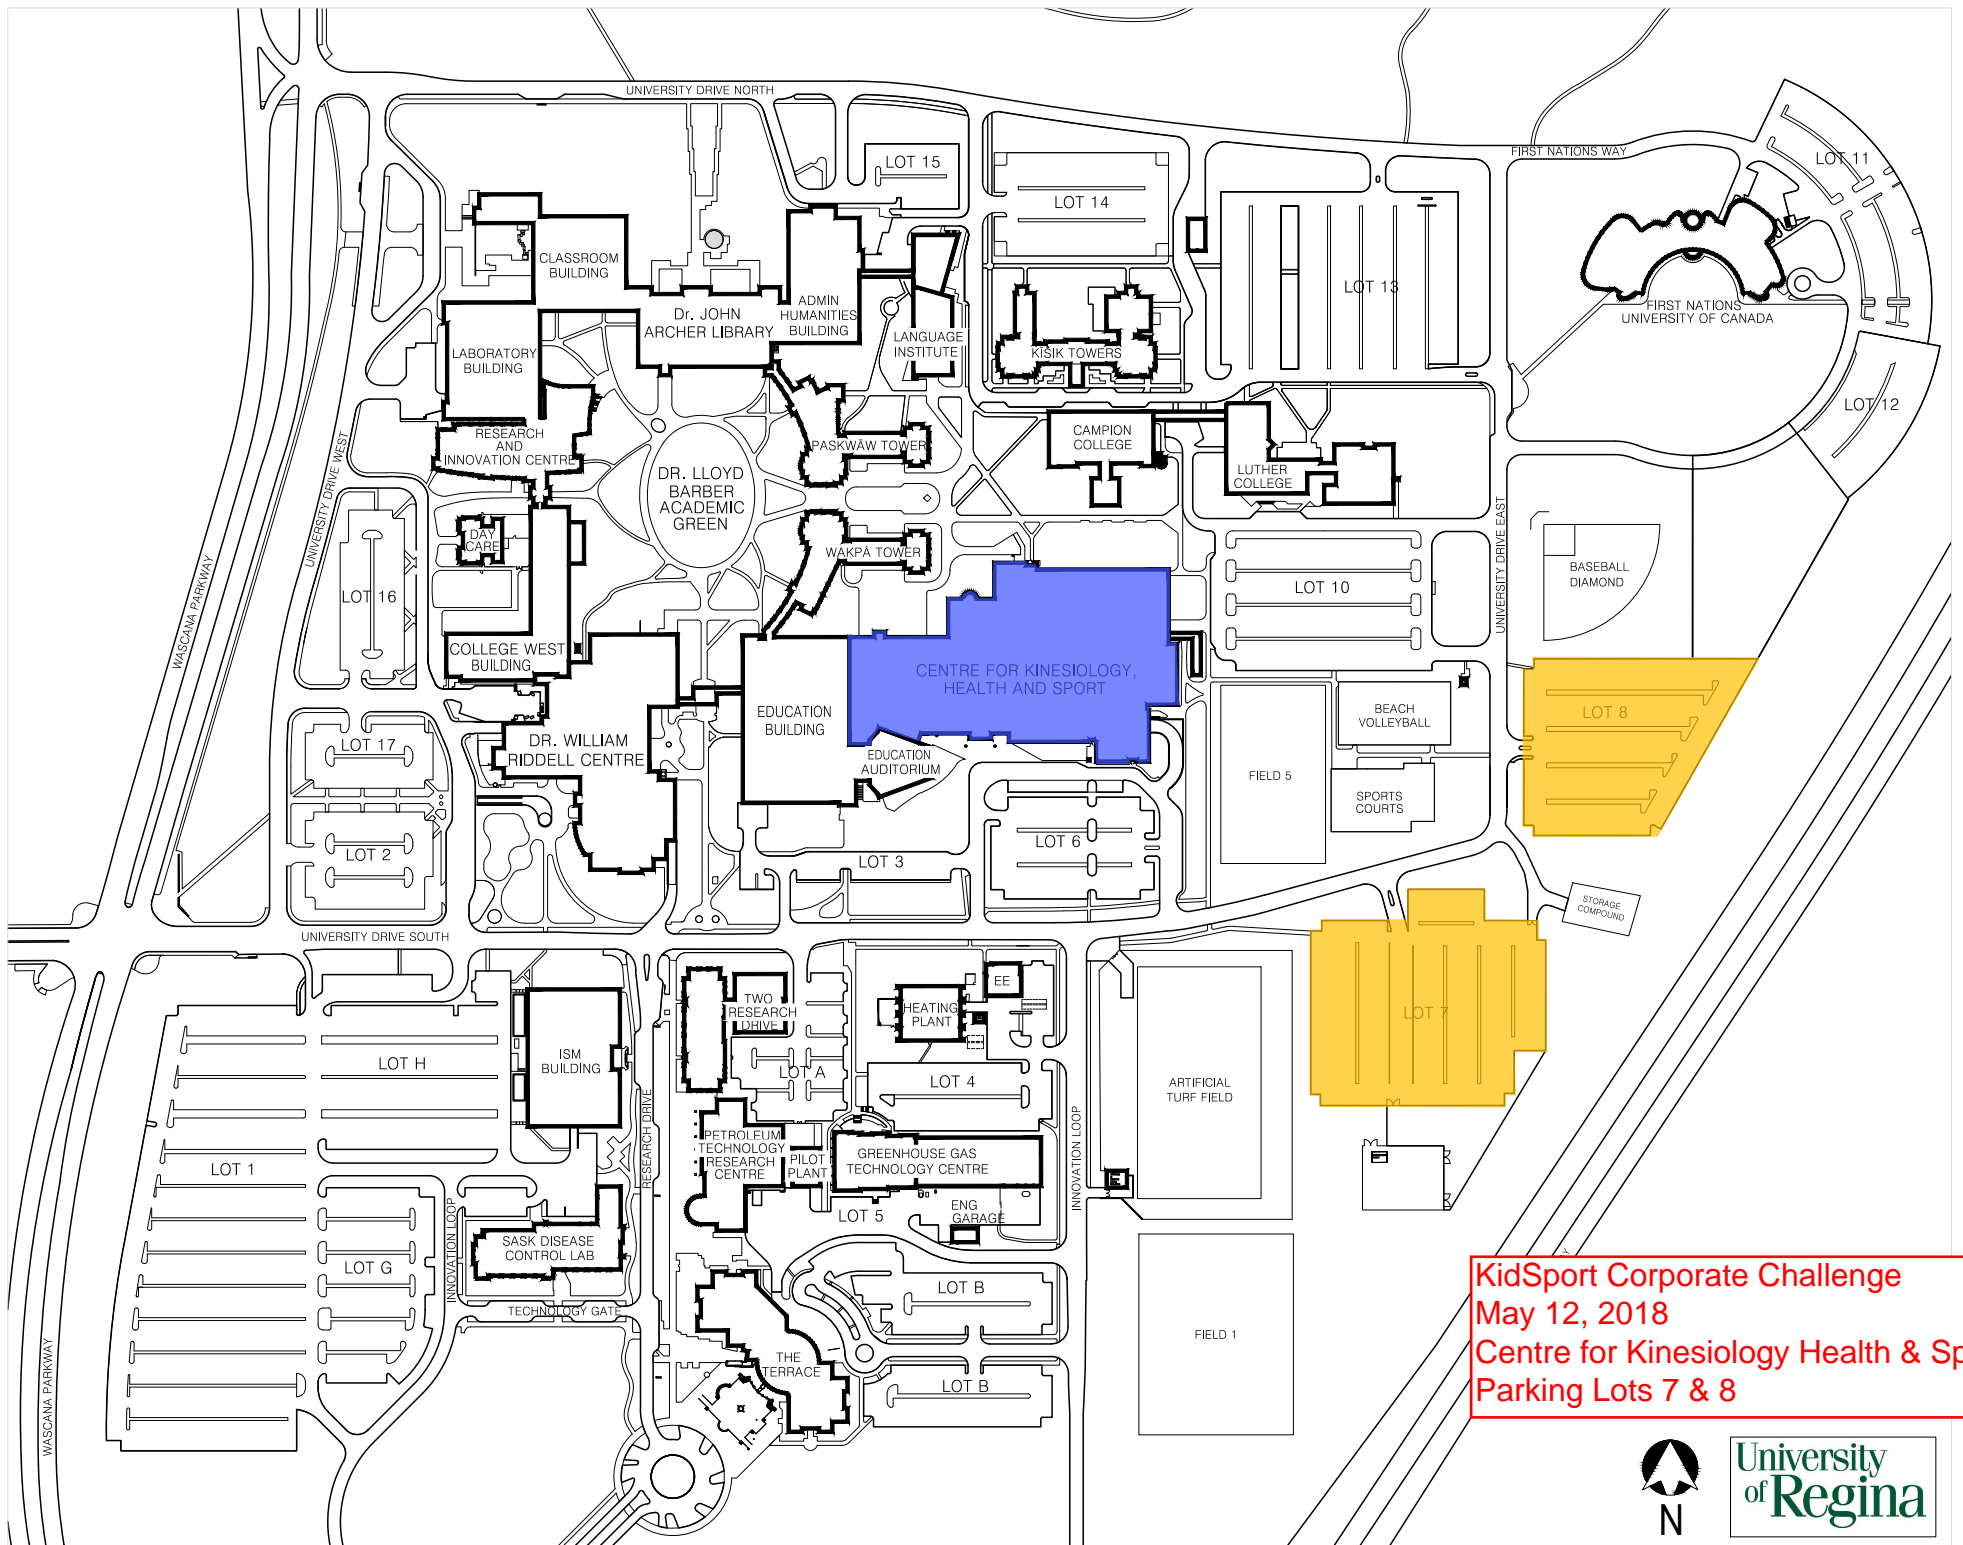 UNIVERSITY DRIVE NORTH
FIRST NATIONS WAY
LOT 11
LOT 15
LOT 14
CLASSROOM
BUILDING
LOT 13
ADMIN
HUMANITIES
BUILDING
Dr. JOHN
ARCHER LIBRARY
FIRST NATIONS
UNIVERSITY OF CANADA
LANGUAGE
INSTITUTE
KĪSIK TOWERS
LABORATORY
BUILDING
LOT 12
CAMPION
COLLEGE
RESEARCH
AND
INNOVATION CENTRE
PASKWĀW TOWER
LUTHER
COLLEGE
DR. LLOYD
BARBER
ACADEMIC
GREEN
UNIVERSITY DRIVE WEST
UNIVERSITY DRIVE EAST
DAY
CARE
WAKPÁ TOWER
BASEBALL
DIAMOND
WASCANA PARKWAY
LOT 16
LOT 10
COLLEGE WEST
BUILDING
CENTRE FOR KINESIOLOGY,
HEALTH AND SPORT
EDUCATION
BUILDING
BEACH
VOLLEYBALL
LOT 8
LOT 17
DR. WILLIAM
RIDDELL CENTRE
EDUCATION
AUDITORIUM
FIELD 5
SPORTS
COURTS
LOT 2
LOT 3
LOT 6
STORAGE
COMPOUND
UNIVERSITY DRIVE SOUTH
TWO
RESEARCH
DRIVE
EE
HEATING
PLANT
LOT 7
ISM
BUILDING
LOT H
LOT A
LOT 4
ARTIFICIAL
TURF FIELD
RESEARCH DRIVE
INNOVATION LOOP
PETROLEUM
TECHNOLOGY
RESEARCH
CENTRE
PILOT
PLANT
GREENHOUSE GAS
TECHNOLOGY CENTRE
LOT 1
LOT 5
ENG
GARAGE
INNOVATION LOOP
SASK DISEASE
CONTROL LAB
LOT G
TECHNOLOGY GATE
LOT B
KidSport Corporate Challenge
May 12, 2018
Centre for Kinesiology Health & Sp
Parking Lots 7 & 8
FIELD 1
THE
TERRACE
LOT B
WASCANA PARKWAY
N
University
of Regina